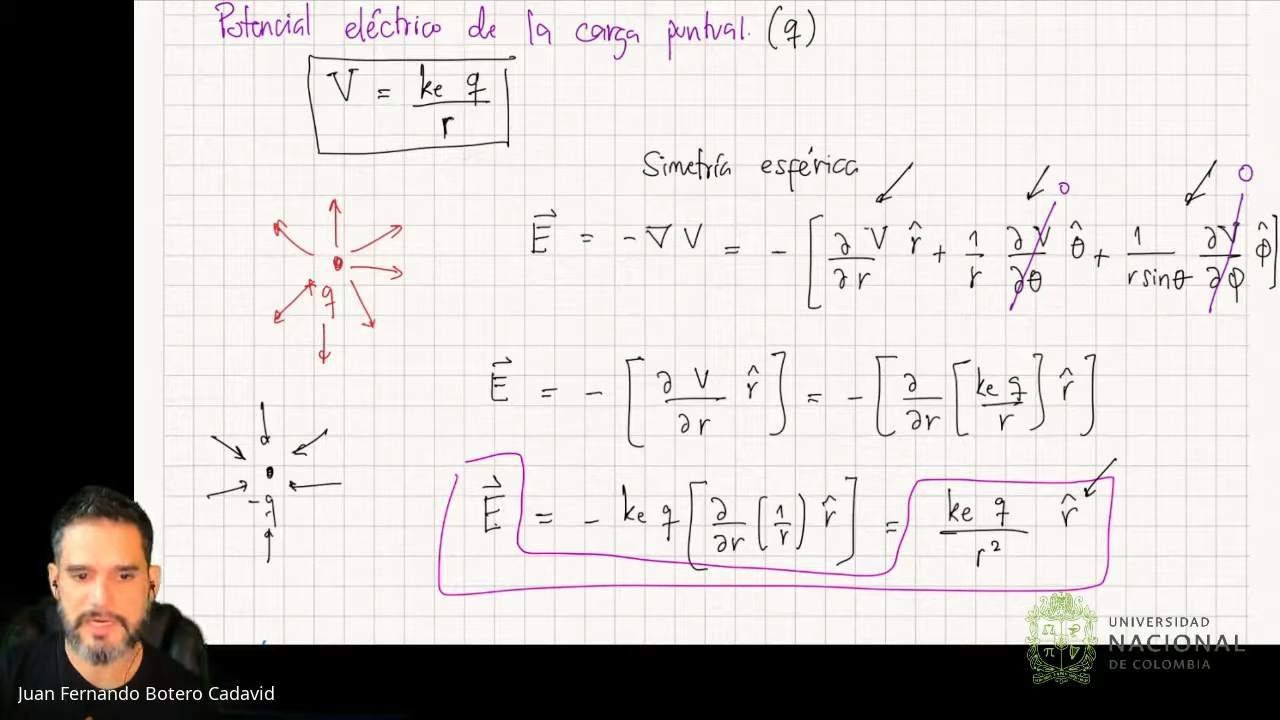 Potencial eléctrico de la carga puntual. (q)
V = ke q / r
Simetría esférica
E⃗ = -∇V = -[∂V/∂r r̂ + 1/r ∂V/∂θ θ̂ + 1/(r sinθ) ∂V/∂φ φ̂]
0
0
q
E⃗ = -[∂V/∂r r̂] = -[∂/∂r [ke q / r] r̂]
-q
E⃗ = -ke q [∂/∂r (1/r) r̂] = ke q / r² r̂
UNIVERSIDAD
NACIONAL
DE COLOMBIA
Juan Fernando Botero Cadavid